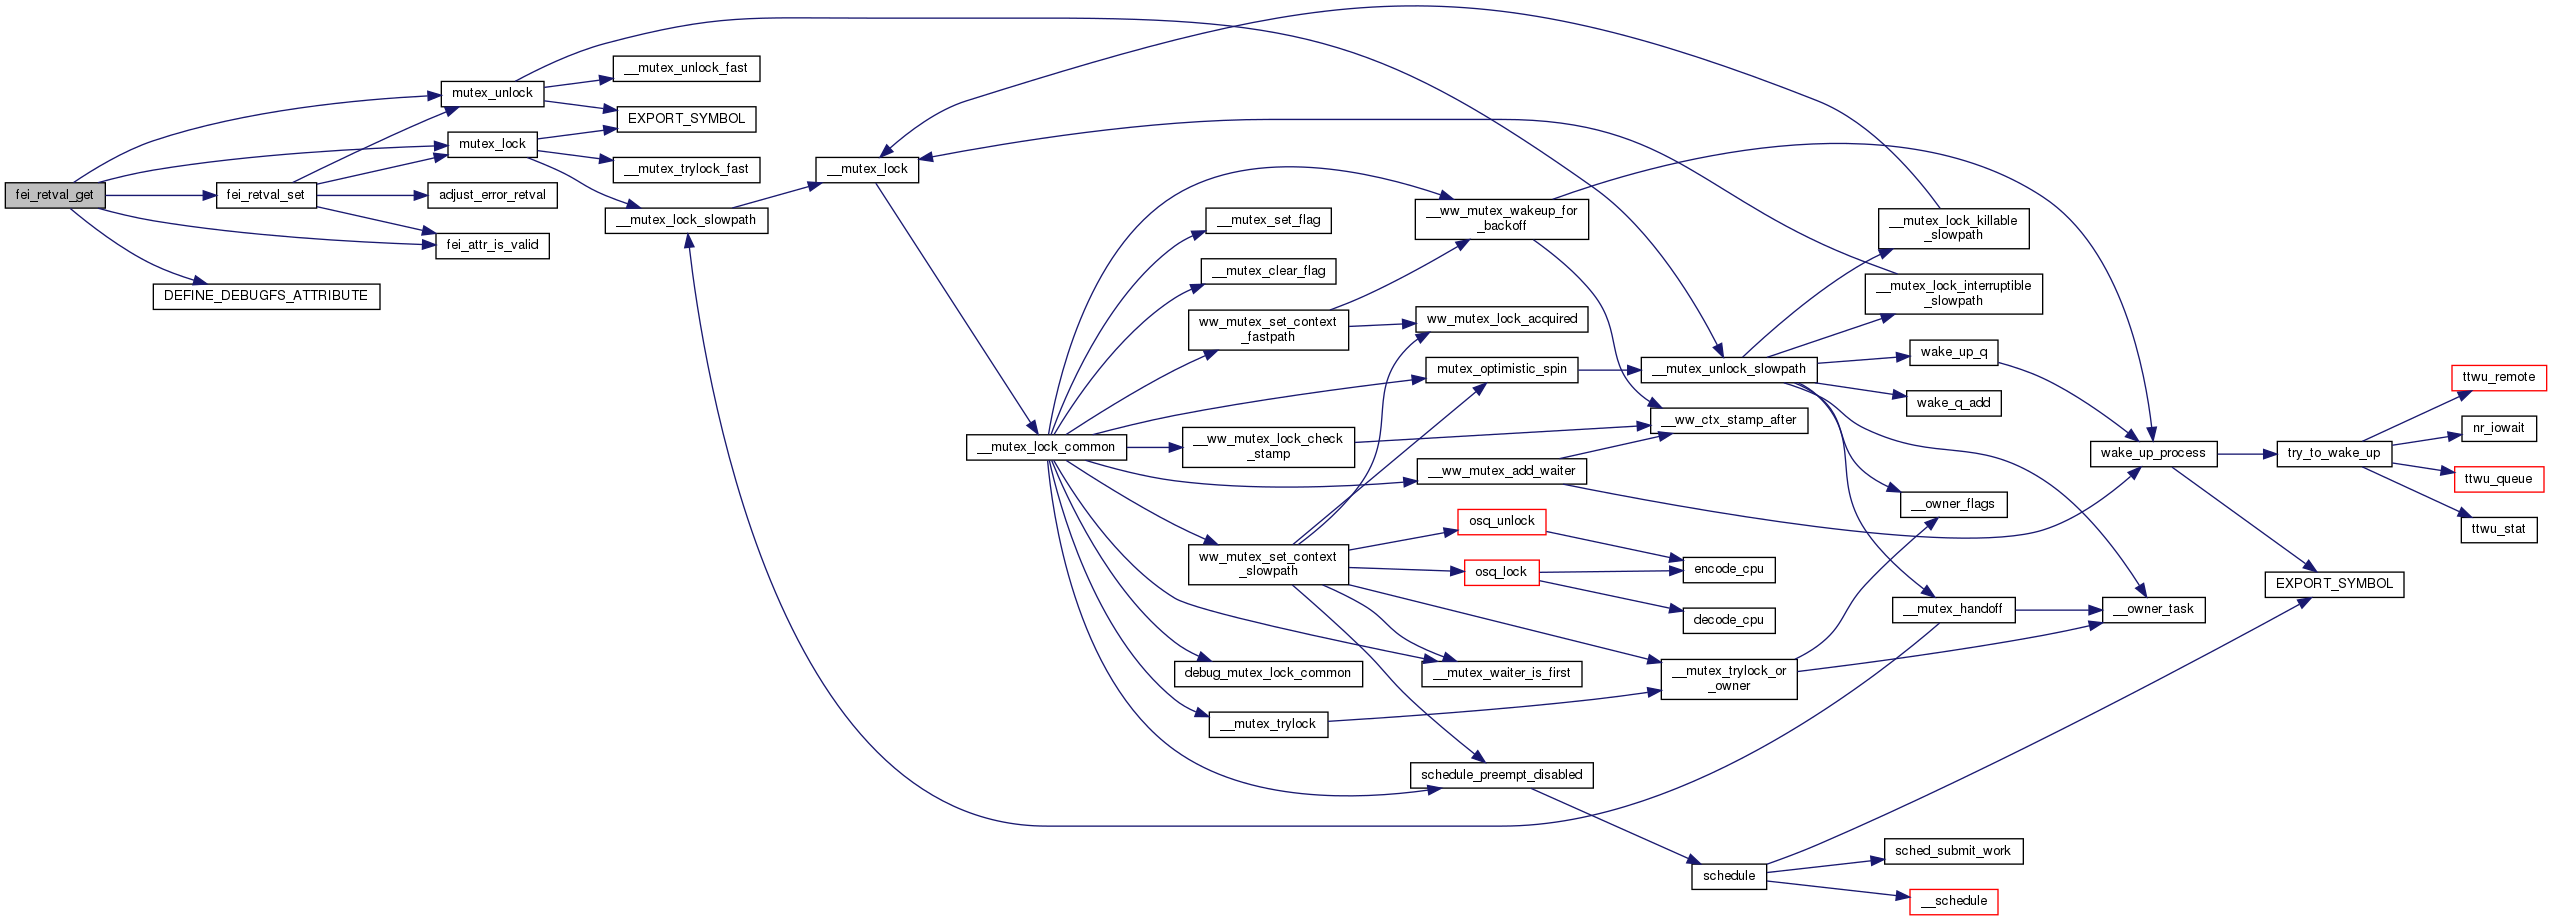 fei_retval_get
fei_retval_set
DEFINE_DEBUGFS_ATTRIBUTE
mutex_unlock
mutex_lock
adjust_error_retval
fei_attr_is_valid
__mutex_unlock_fast
EXPORT_SYMBOL
__mutex_trylock_fast
__mutex_lock_slowpath
__mutex_lock
__mutex_lock_common
__mutex_set_flag
__mutex_clear_flag
ww_mutex_set_context
_fastpath
__ww_mutex_lock_check
_stamp
ww_mutex_set_context
_slowpath
debug_mutex_lock_common
__mutex_trylock
__ww_mutex_wakeup_for
_backoff
ww_mutex_lock_acquired
mutex_optimistic_spin
__ww_mutex_add_waiter
osq_unlock
osq_lock
__mutex_waiter_is_first
schedule_preempt_disabled
__mutex_unlock_slowpath
__ww_ctx_stamp_after
encode_cpu
decode_cpu
__mutex_trylock_or
_owner
schedule
__mutex_lock_killable
_slowpath
__mutex_lock_interruptible
_slowpath
wake_up_q
wake_q_add
__owner_flags
__mutex_handoff
sched_submit_work
__schedule
wake_up_process
__owner_task
try_to_wake_up
EXPORT_SYMBOL
ttwu_remote
nr_iowait
ttwu_queue
ttwu_stat